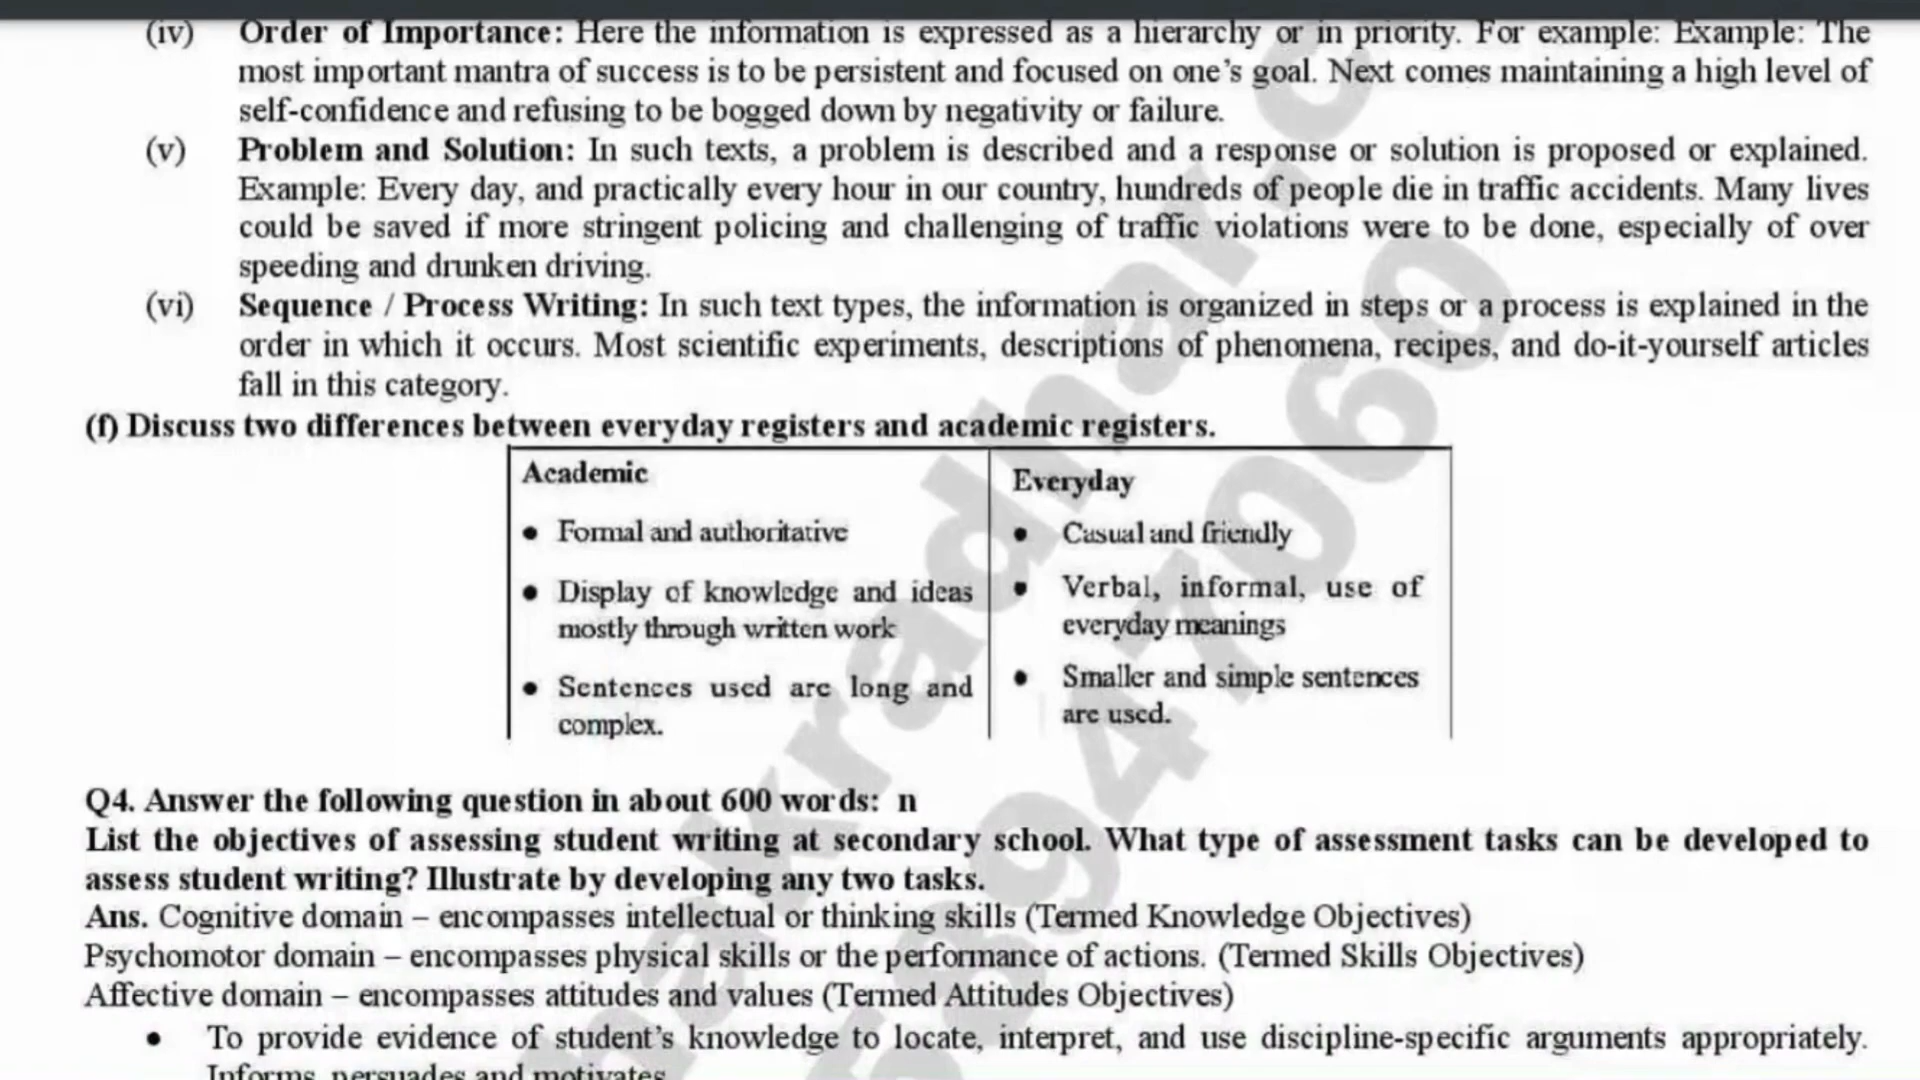 (iv) Order of Importance: Here the information is expressed as a hierarchy or in priority. For example: Example: The
most important mantra of success is to be persistent and focused on one's goal. Next comes maintaining a high level of
self-confidence and refusing to be bogged down by negativity or failure.
(v) Problem and Solution: In such texts, a problem is described and a response or solution is proposed or explained.
Example: Every day, and practically every hour in our country, hundreds of people die in traffic accidents. Many lives
could be saved if more stringent policing and challenging of traffic violations were to be done, especially of over
speeding and drunken driving.
(vi) Sequence / Process Writing: In such text types, the information is organized in steps or a process is explained in the
order in which it occurs. Most scientific experiments, descriptions of phenomena, recipes, and do-it-yourself articles
fall in this category.
(f) Discuss two differences between everyday registers and academic registers.
Academic
• Formal and authoritative
• Display of knowledge and ideas
mostly through written work
• Sentences used are long and
complex.
Everyday
• Casual and friendly
• Verbal, informal, use of
everyday meanings
• Smaller and simple sentences
are used.
Q4. Answer the following question in about 600 words: n
List the objectives of assessing student writing at secondary school. What type of assessment tasks can be developed to
assess student writing? Illustrate by developing any two tasks.
Ans. Cognitive domain – encompasses intellectual or thinking skills (Termed Knowledge Objectives)
Psychomotor domain – encompasses physical skills or the performance of actions. (Termed Skills Objectives)
Affective domain – encompasses attitudes and values (Termed Attitudes Objectives)
• To provide evidence of student's knowledge to locate, interpret, and use discipline-specific arguments appropriately.
Informs, persuades and motivates